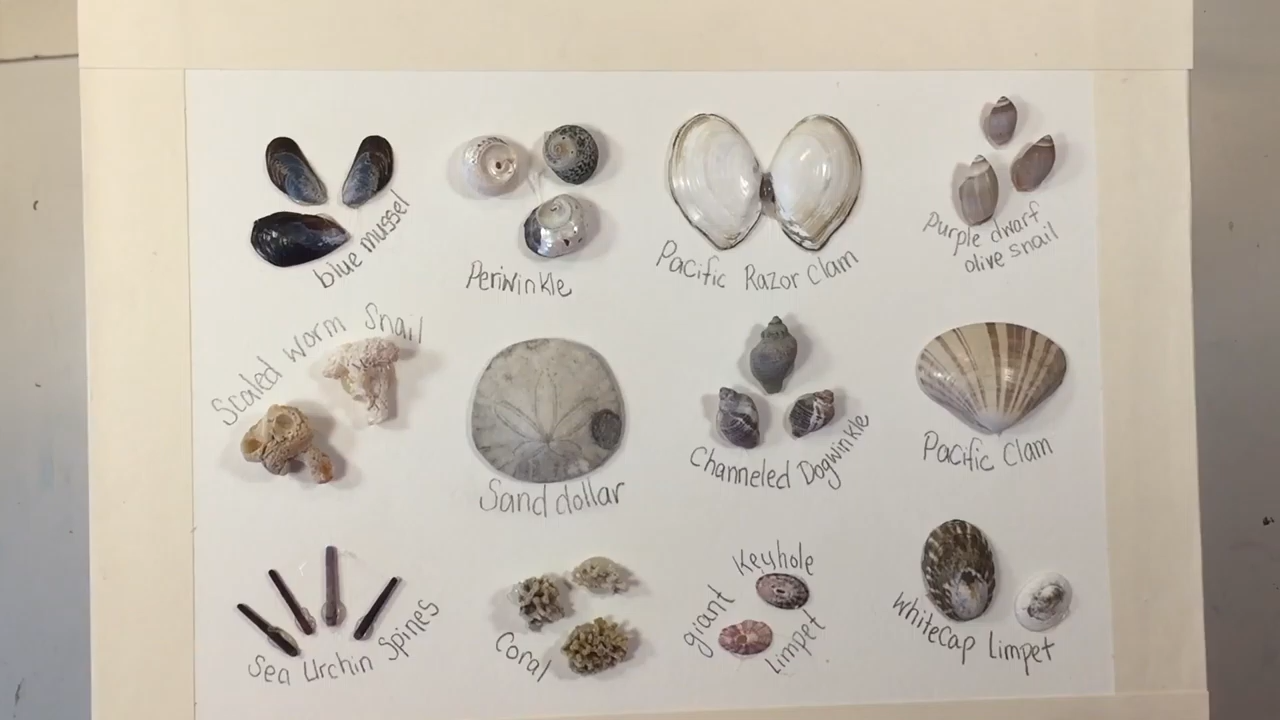 blue mussel
Periwinkle
Pacific Razor Clam
Purple dwarf
olive snail
Scaled Worm Snail
Sand dollar
Channeled Dogwinkle
Pacific Clam
Sea Urchin Spines
Coral
giant Keyhole
Limpet
WhiteCap Limpet